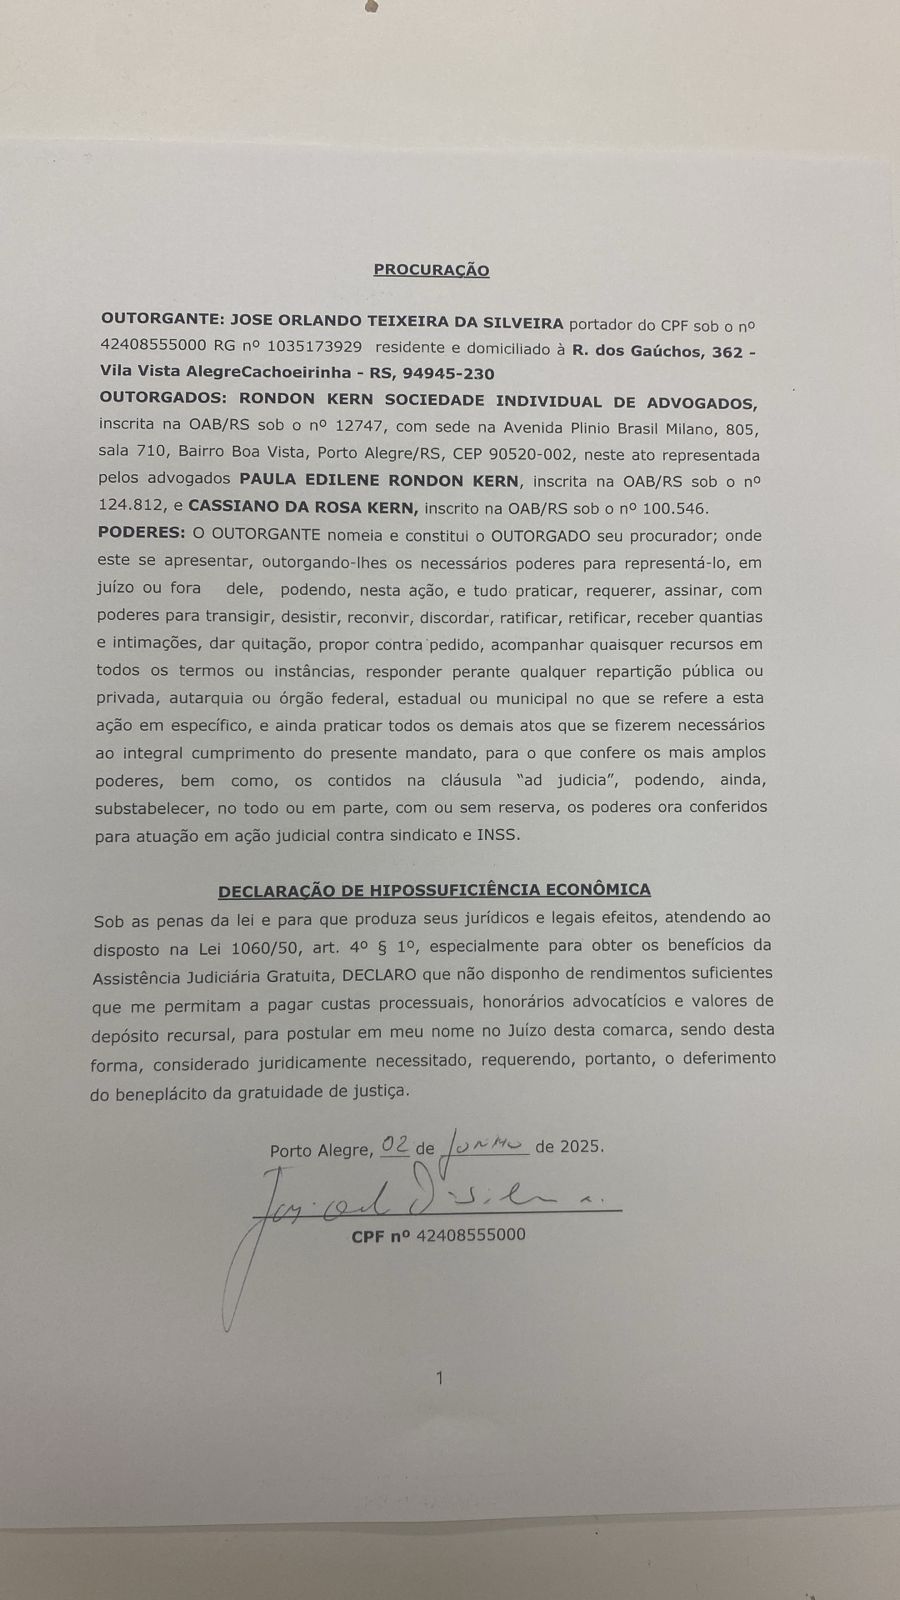 PROCURAÇÃO
OUTORGANTE: JOSE ORLANDO TEIXEIRA DA SILVEIRA portador do CPF sob o nº
42408555000 RG nº 1035173929 residente e domiciliado à R. dos Gaúchos, 362 -
Vila Vista AlegreCachoeirinha - RS, 94945-230
OUTORGADOS: RONDON KERN SOCIEDADE INDIVIDUAL DE ADVOGADOS,
inscrita na OAB/RS sob o nº 12747, com sede na Avenida Plinio Brasil Milano, 805,
sala 710, Bairro Boa Vista, Porto Alegre/RS, CEP 90520-002, neste ato representada
pelos advogados PAULA EDILENE RONDON KERN, inscrita na OAB/RS sob o nº
124.812, e CASSIANO DA ROSA KERN, inscrito na OAB/RS sob o nº 100.546.
PODERES: O OUTORGANTE nomeia e constitui o OUTORGADO seu procurador; onde
este se apresentar, outorgando-lhes os necessários poderes para representá-lo, em
juízo ou fora dele, podendo, nesta ação, e tudo praticar, requerer, assinar, com
poderes para transigir, desistir, reconvir, discordar, ratificar, retificar, receber quantias
e intimações, dar quitação, propor contra pedido, acompanhar quaisquer recursos em
todos os termos ou instâncias, responder perante qualquer repartição pública ou
privada, autarquia ou órgão federal, estadual ou municipal no que se refere a esta
ação em específico, e ainda praticar todos os demais atos que se fizerem necessários
ao integral cumprimento do presente mandato, para o que confere os mais amplos
poderes, bem como, os contidos na cláusula "ad judicia", podendo, ainda,
substabelecer, no todo ou em parte, com ou sem reserva, os poderes ora conferidos
para atuação em ação judicial contra sindicato e INSS.
DECLARAÇÃO DE HIPOSSUFICIÊNCIA ECONÔMICA
Sob as penas da lei e para que produza seus jurídicos e legais efeitos, atendendo ao
disposto na Lei 1060/50, art. 4º § 1º, especialmente para obter os benefícios da
Assistência Judiciária Gratuita, DECLARO que não disponho de rendimentos suficientes
que me permitam a pagar custas processuais, honorários advocatícios e valores de
depósito recursal, para postular em meu nome no Juízo desta comarca, sendo desta
forma, considerado juridicamente necessitado, requerendo, portanto, o deferimento
do beneplácito da gratuidade de justiça.
Porto Alegre, 02 de JUNHO de 2025.
CPF nº 42408555000
1